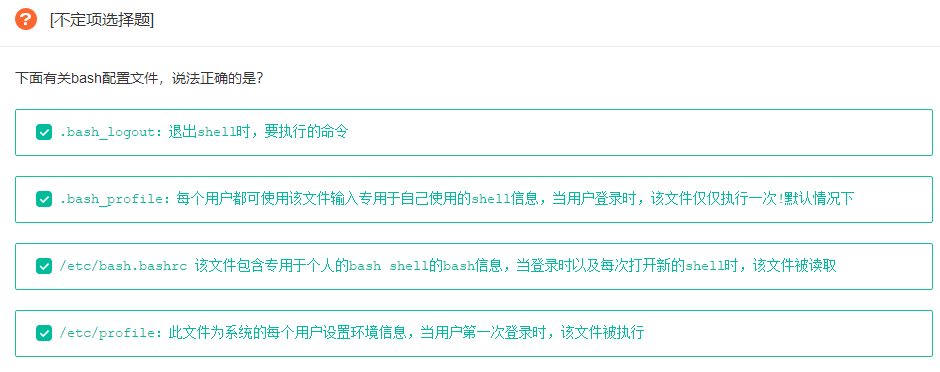 ?
[不定项选择题]
下面有关bash配置文件，说法正确的是？
.bash_logout：退出shell时，要执行的命令
.bash_profile：每个用户都可使用该文件输入专用于自己使用的shell信息，当用户登录时，该文件仅仅执行一次!默认情况下
/etc/bash.bashrc 该文件包含专用于个人的bash shell的bash信息，当登录时以及每次打开新的shell时，该文件被读取
/etc/profile：此文件为系统的每个用户设置环境信息，当用户第一次登录时，该文件被执行